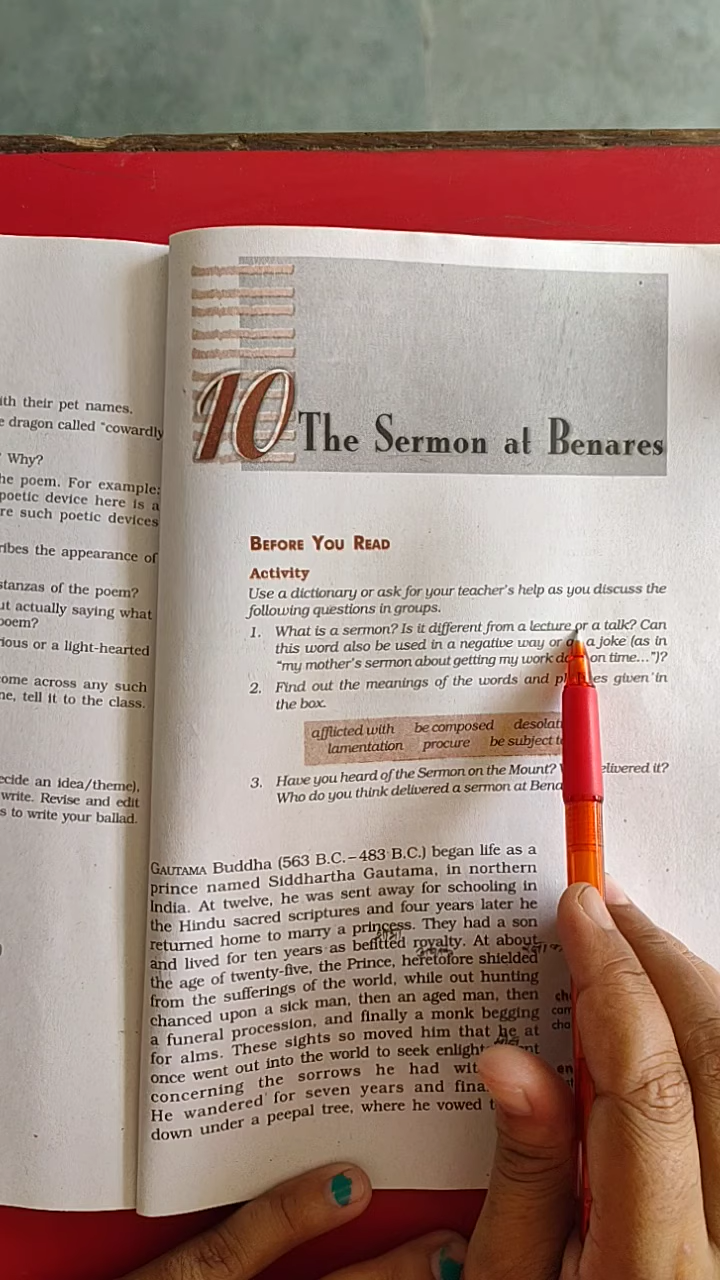 ith their pet names.
e dragon called "cowardly
Why?
he poem. For example:
poetic device here is a
re such poetic devices
ribes the appearance of
stanzas of the poem?
ut actually saying what
poem?
ious or a light-hearted
ome across any such
ne, tell it to the class.
ecide an idea/theme),
write. Revise and edit
s to write your ballad.
10 The Sermon at Benares
BEFORE YOU READ
Activity
Use a dictionary or ask for your teacher's help as you discuss the
following questions in groups.
1. What is a sermon? Is it different from a lecture or a talk? Can
this word also be used in a negative way or as a joke (as in
"my mother's sermon about getting my work on time...")?
2. Find out the meanings of the words and given in
the box.
afflicted with be composed desolat
lamentation procure be subject t
3. Have you heard of the Sermon on the Mount? elivered it?
Who do you think delivered a sermon at Bena
GAUTAMA Buddha (563 B.C.–483 B.C.) began life as a
prince named Siddhartha Gautama, in northern
India. At twelve, he was sent away for schooling in
the Hindu sacred scriptures and four years later he
returned home to marry a princess. They had a son
and lived for ten years as befitted royalty. At about
the age of twenty-five, the Prince, heretofore shielded
from the sufferings of the world, while out hunting
chanced upon a sick man, then an aged man, then
a funeral procession, and finally a monk begging
for alms. These sights so moved him that he at
once went out into the world to seek enlight nt
concerning the sorrows he had wit
He wandered for seven years and fina
down under a peepal tree, where he vowed t